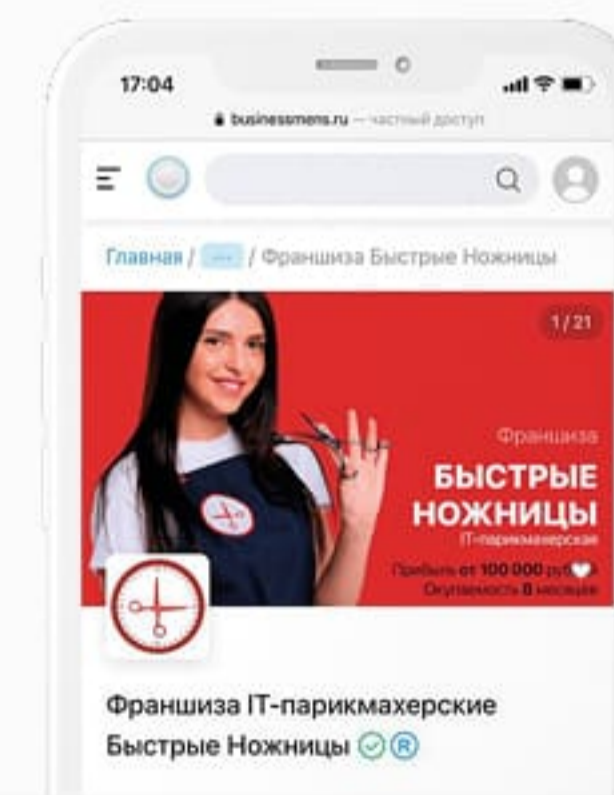 17:04
businessmens.ru — частный доступ
Главная / ... / Франшиза Быстрые Ножницы
1/21
Франшиза
БЫСТРЫЕ
НОЖНИЦЫ
IT-парикмахерская
Прибыль от 100 000
Окупаемость 8 месяцев
Франшиза IT-парикмахерские
Быстрые Ножницы ®